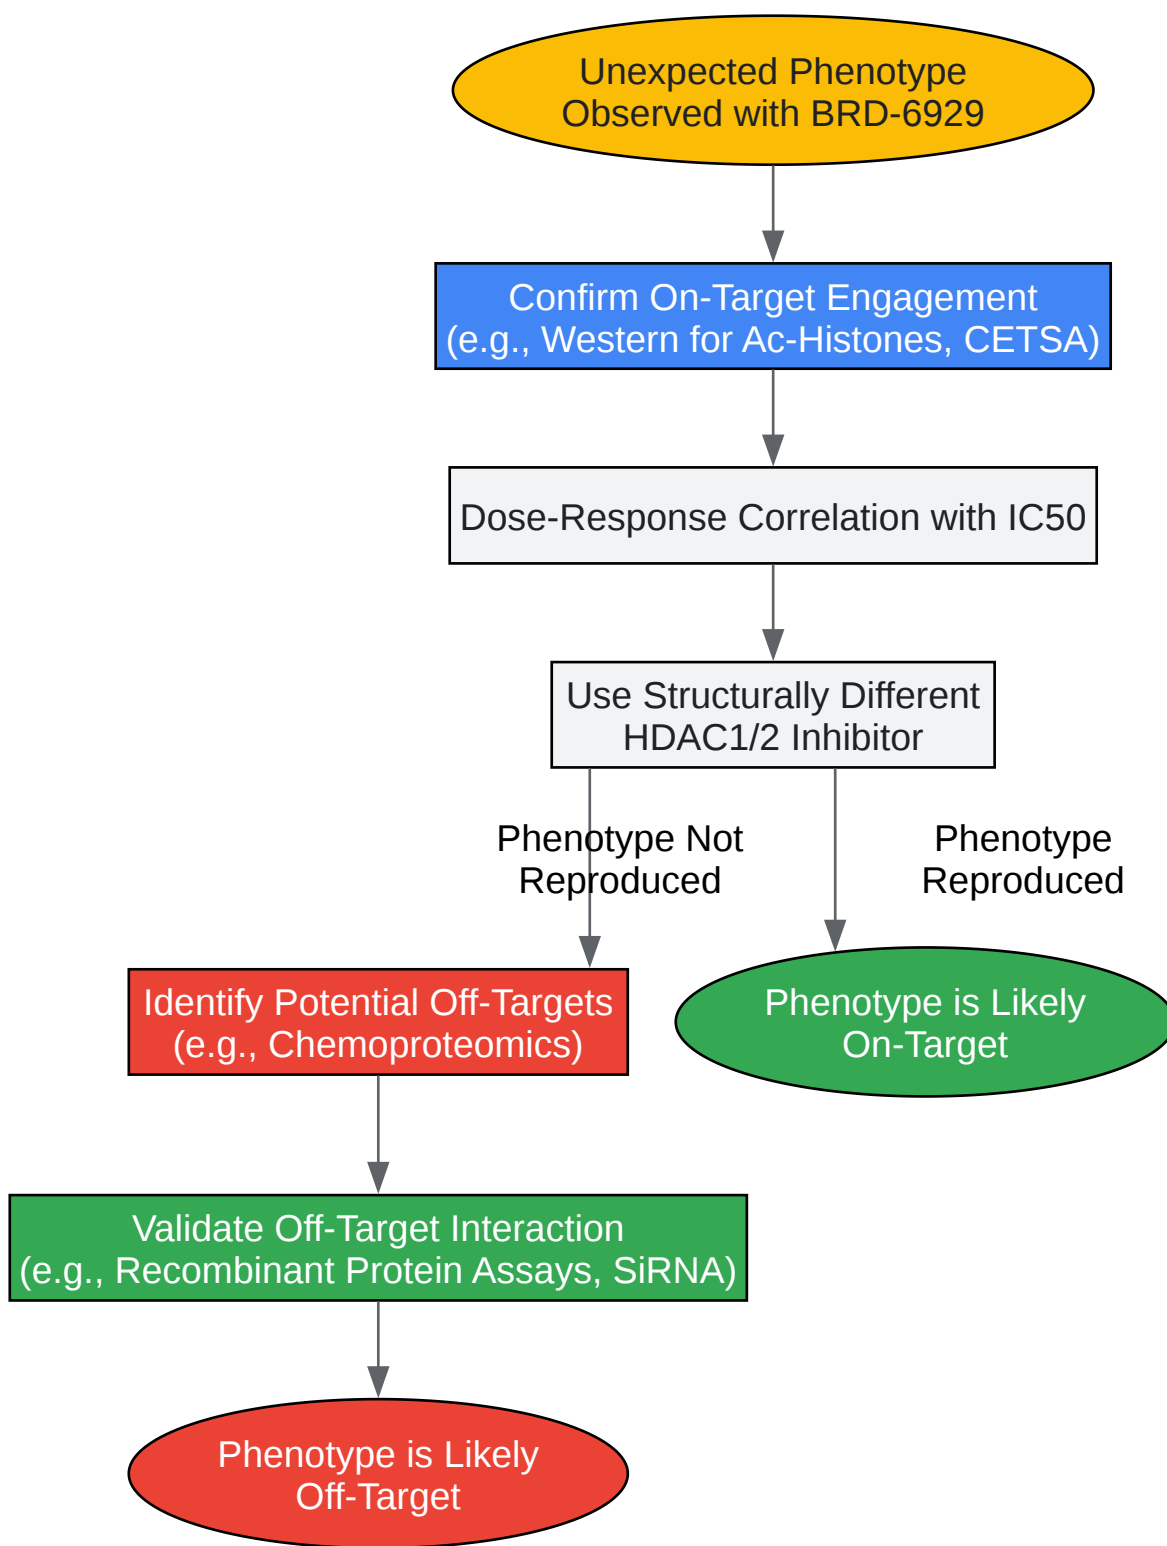 Unexpected Phenotype
Observed with BRD-6929
Confirm On-Target Engagement
(e.g., Western for Ac-Histones, CETSA)
Dose-Response Correlation with IC50
Use Structurally Different
HDAC1/2 Inhibitor
Phenotype Not
Reproduced
Phenotype
Reproduced
Identify Potential Off-Targets
(e.g., Chemoproteomics)
Phenotype is Likely
On-Target
Validate Off-Target Interaction
(e.g., Recombinant Protein Assays, SiRNA)
Phenotype is Likely
Off-Target